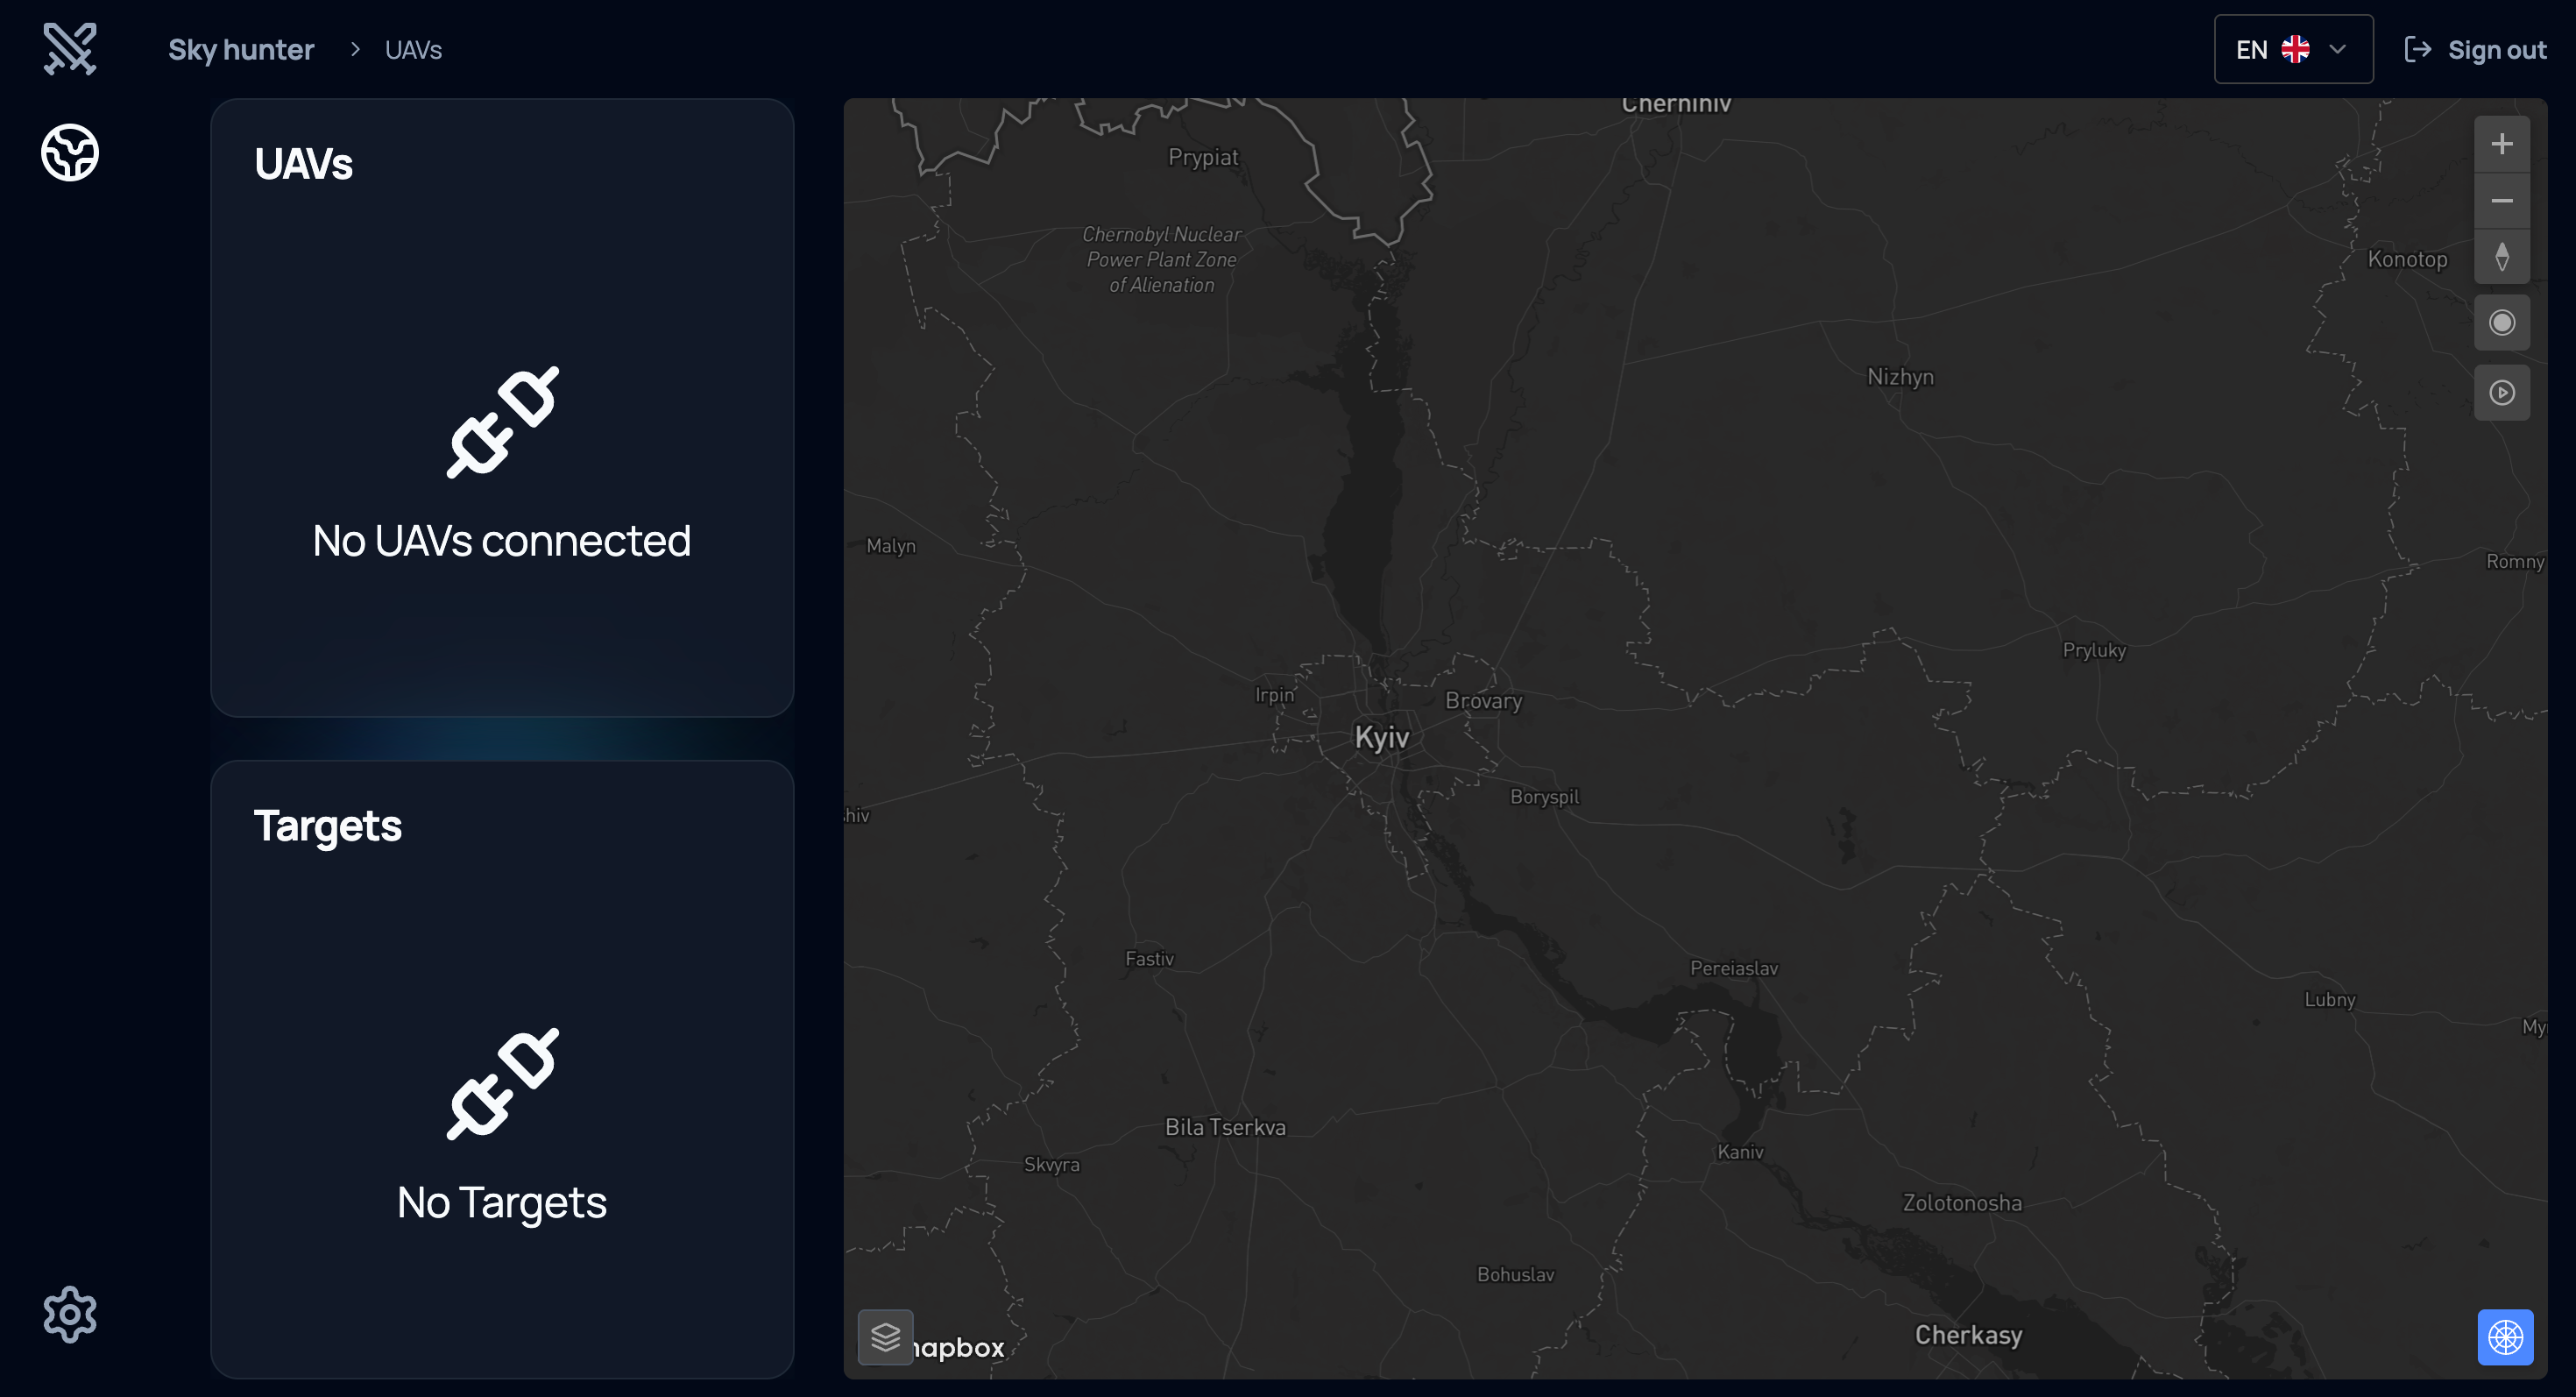 Sky hunter
UAVs
EN
Sign out
UAVs
No UAVs connected
Targets
No Targets
Chernihiv
Prypiat
Chernobyl Nuclear
Power Plant Zone
of Alienation
Konotop
Nizhyn
Malyn
Romny
Pryluky
Irpin
Brovary
Kyiv
Boryspil
hiv
Fastiv
Pereiaslav
Lubny
My
Bila Tserkva
Kaniv
Skvyra
Zolotonosha
Bohuslav
Cherkasy
apbox